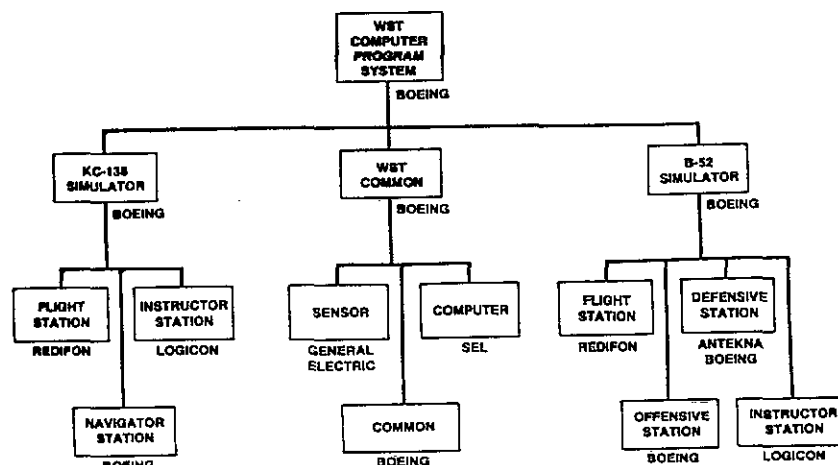 WST
COMPUTER
PROGRAM
SYSTEM
BOEING
KC-135
SIMULATOR
BOEING
WST
COMMON
BOEING
B-52
SIMULATOR
BOEING
FLIGHT
STATION
REDIFON
INSTRUCTOR
STATION
LOGICON
NAVIGATOR
STATION
BOEING
SENSOR
GENERAL
ELECTRIC
COMPUTER
SEL
COMMON
BOEING
FLIGHT
STATION
REDIFON
DEFENSIVE
STATION
ANTEKNA
BOEING
OFFENSIVE
STATION
BOEING
INSTRUCTOR
STATION
LOGICON